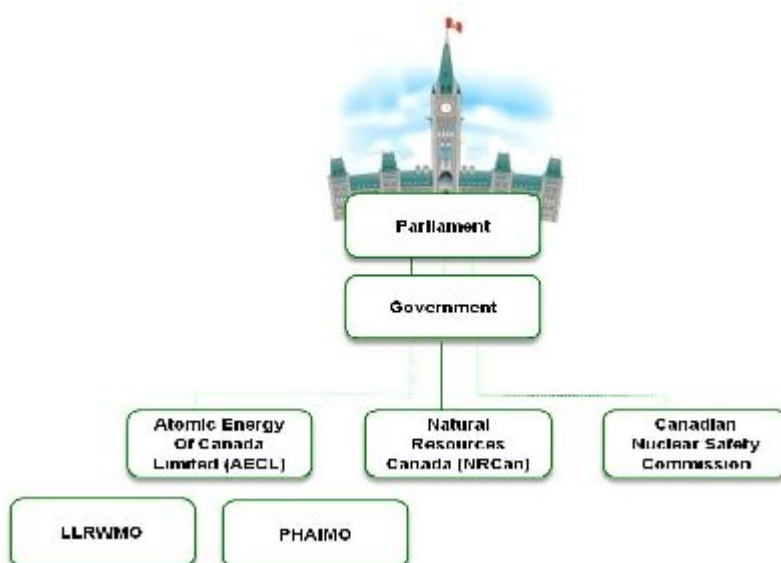 Parliament
Government
Atomic Energy
Of Canada
Limited (AECL)
Natural
Resources
Canada (NRCan)
Canadian
Nuclear Safety
Commission
LLRWMO
PHAIMO